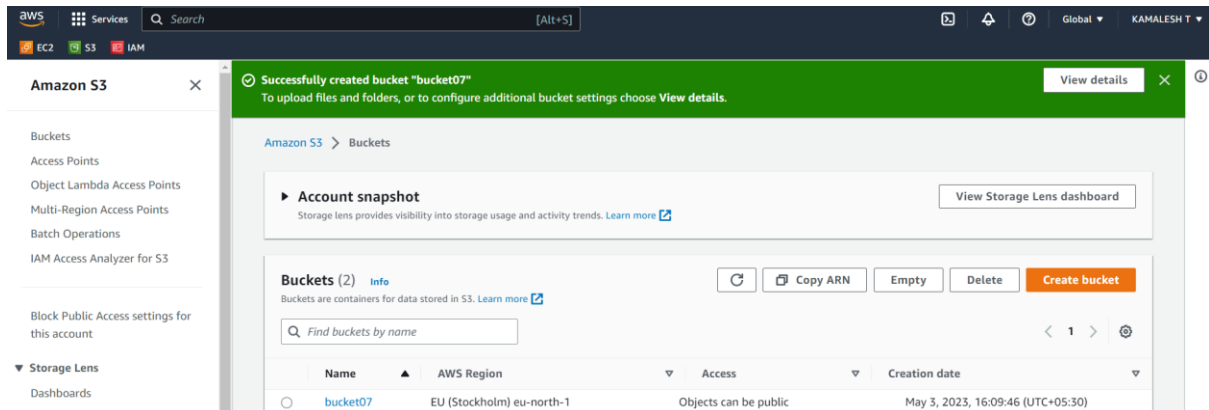 aws Services Search [Alt+S] Global KAMALESH T
EC2 S3 IAM
Amazon S3
Buckets
Access Points
Object Lambda Access Points
Multi-Region Access Points
Batch Operations
IAM Access Analyzer for S3
Block Public Access settings for
this account
Storage Lens
Dashboards
Successfully created bucket "bucket07"
To upload files and folders, or to configure additional bucket settings choose View details.
View details
Amazon S3 > Buckets
Account snapshot
Storage lens provides visibility into storage usage and activity trends. Learn more
View Storage Lens dashboard
Buckets (2) Info
Buckets are containers for data stored in S3. Learn more
Copy ARN Empty Delete Create bucket
Find buckets by name
< 1 >
Name AWS Region Access Creation date
bucket07 EU (Stockholm) eu-north-1 Objects can be public May 3, 2023, 16:09:46 (UTC+05:30)